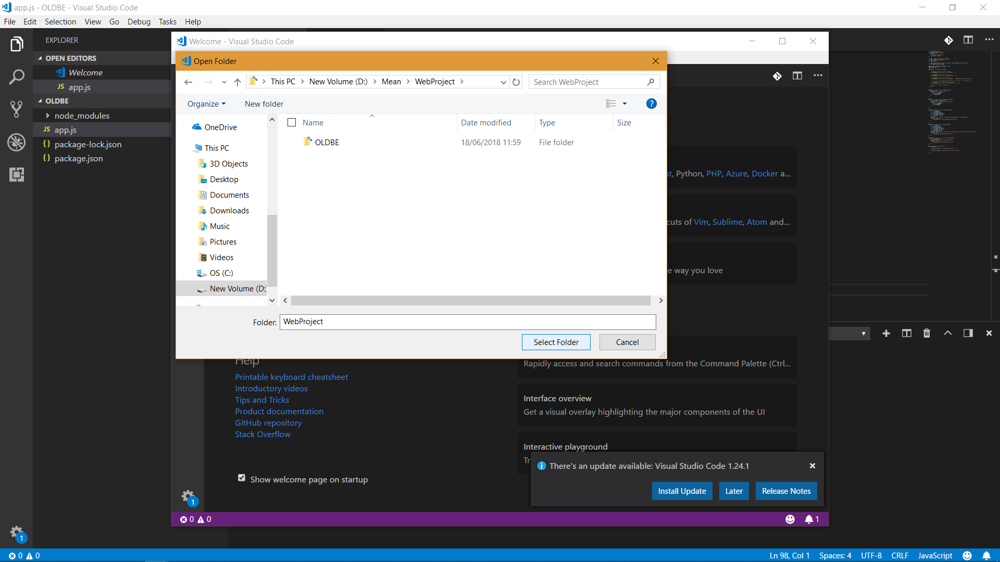 app.js - OLDBE - Visual Studio Code
File Edit Selection View Go Debug Tasks Help
EXPLORER
OPEN EDITORS
Welcome
JS app.js
OLDBE
node_modules
JS app.js
{} package-lock.json
{} package.json
1
Welcome - Visual Studio Code
Open Folder
This PC New Volume (D:) Mean WebProject
Search WebProject
Organize New folder
?
OneDrive
This PC
3D Objects
Desktop
Documents
Downloads
Music
Pictures
Videos
OS (C:)
New Volume (D:)
Name Date modified Type Size
OLDBE 18/06/2018 11:59 File folder
Folder: WebProject
Select Folder Cancel
, Python, PHP, Azure, Docker a...
cuts of Vim, Sublime, Atom and...
e way you love
Help
Printable keyboard cheatsheet
Introductory videos
Tips and Tricks
Product documentation
GitHub repository
Stack Overflow
Show welcome page on startup
Rapidly access and search commands from the Command Palette (Ctrl...
Interface overview
Get a visual overlay highlighting the major components of the UI
Interactive playground
There's an update available: Visual Studio Code 1.24.1
Install Update Later Release Notes
1
0 0 1
0 0 Ln 98, Col 1 Spaces: 4 UTF-8 CRLF JavaScript